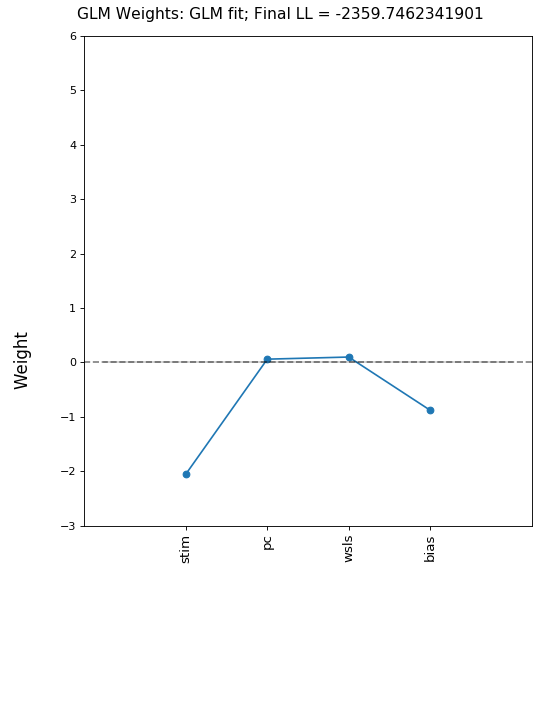 GLM Weights: GLM fit; Final LL = -2359.7462341901
6
5
4
3
2
1
0
−1
−2
−3
Weight
stim
pc
wsls
bias